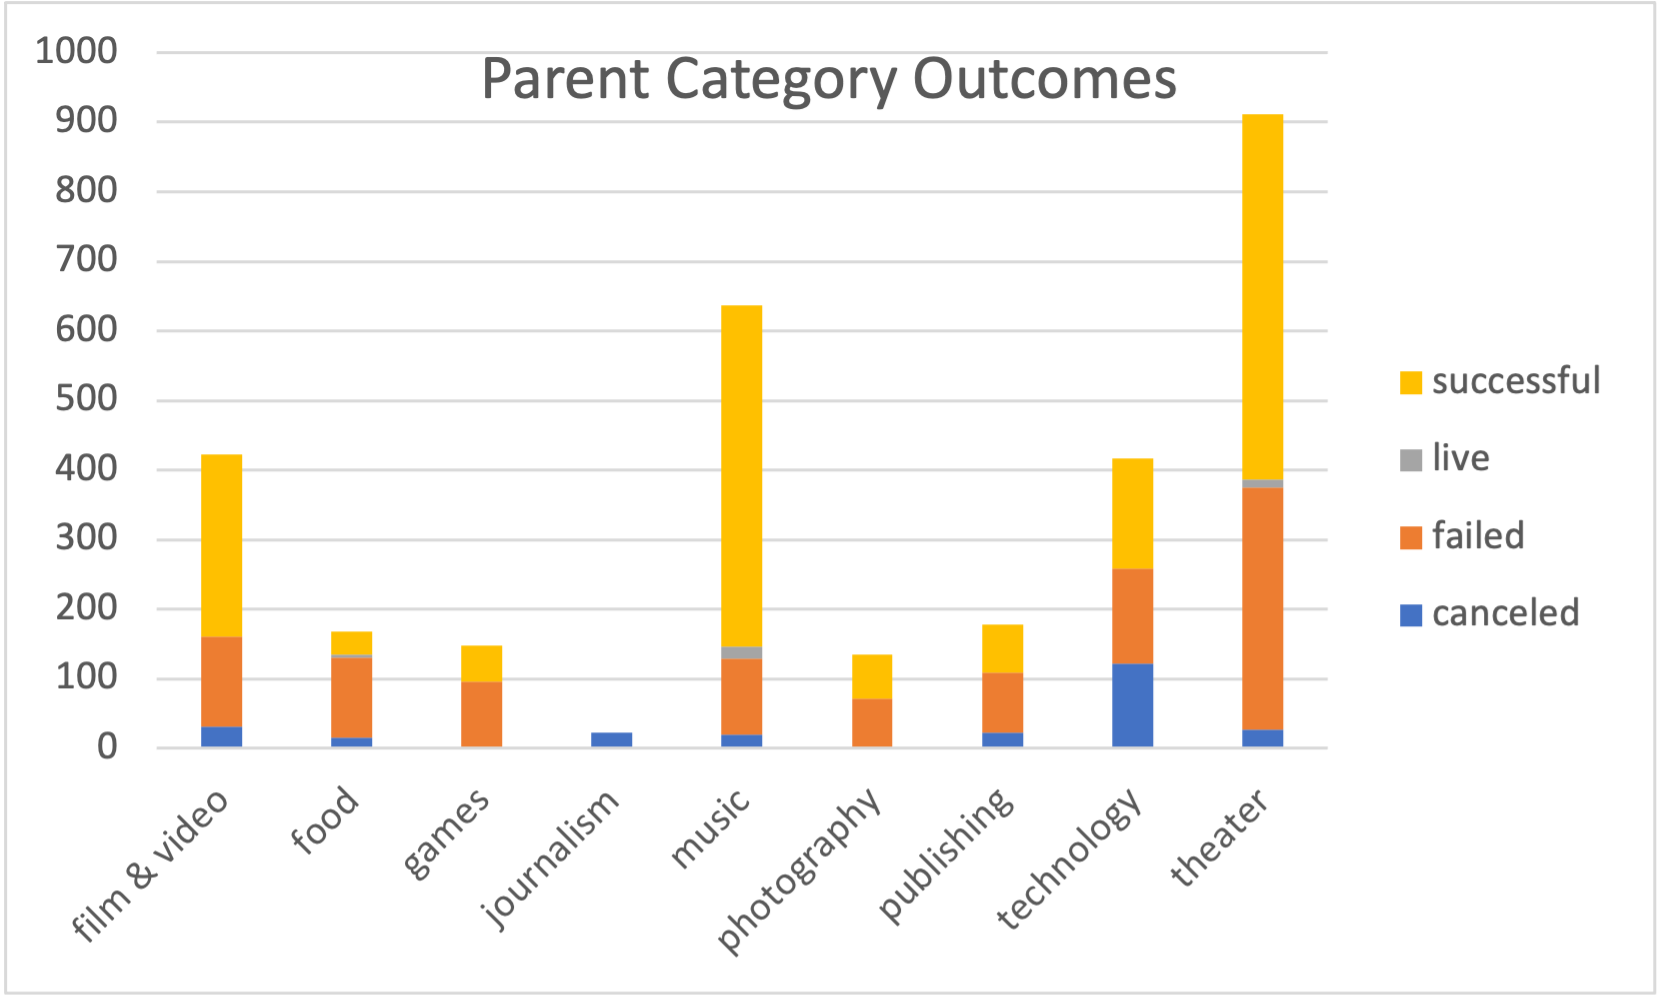 Parent Category Outcomes
1000
900
800
700
600
500
400
300
200
100
0
film & video
food
games
journalism
music
photography
publishing
technology
theater
successful
live
failed
canceled